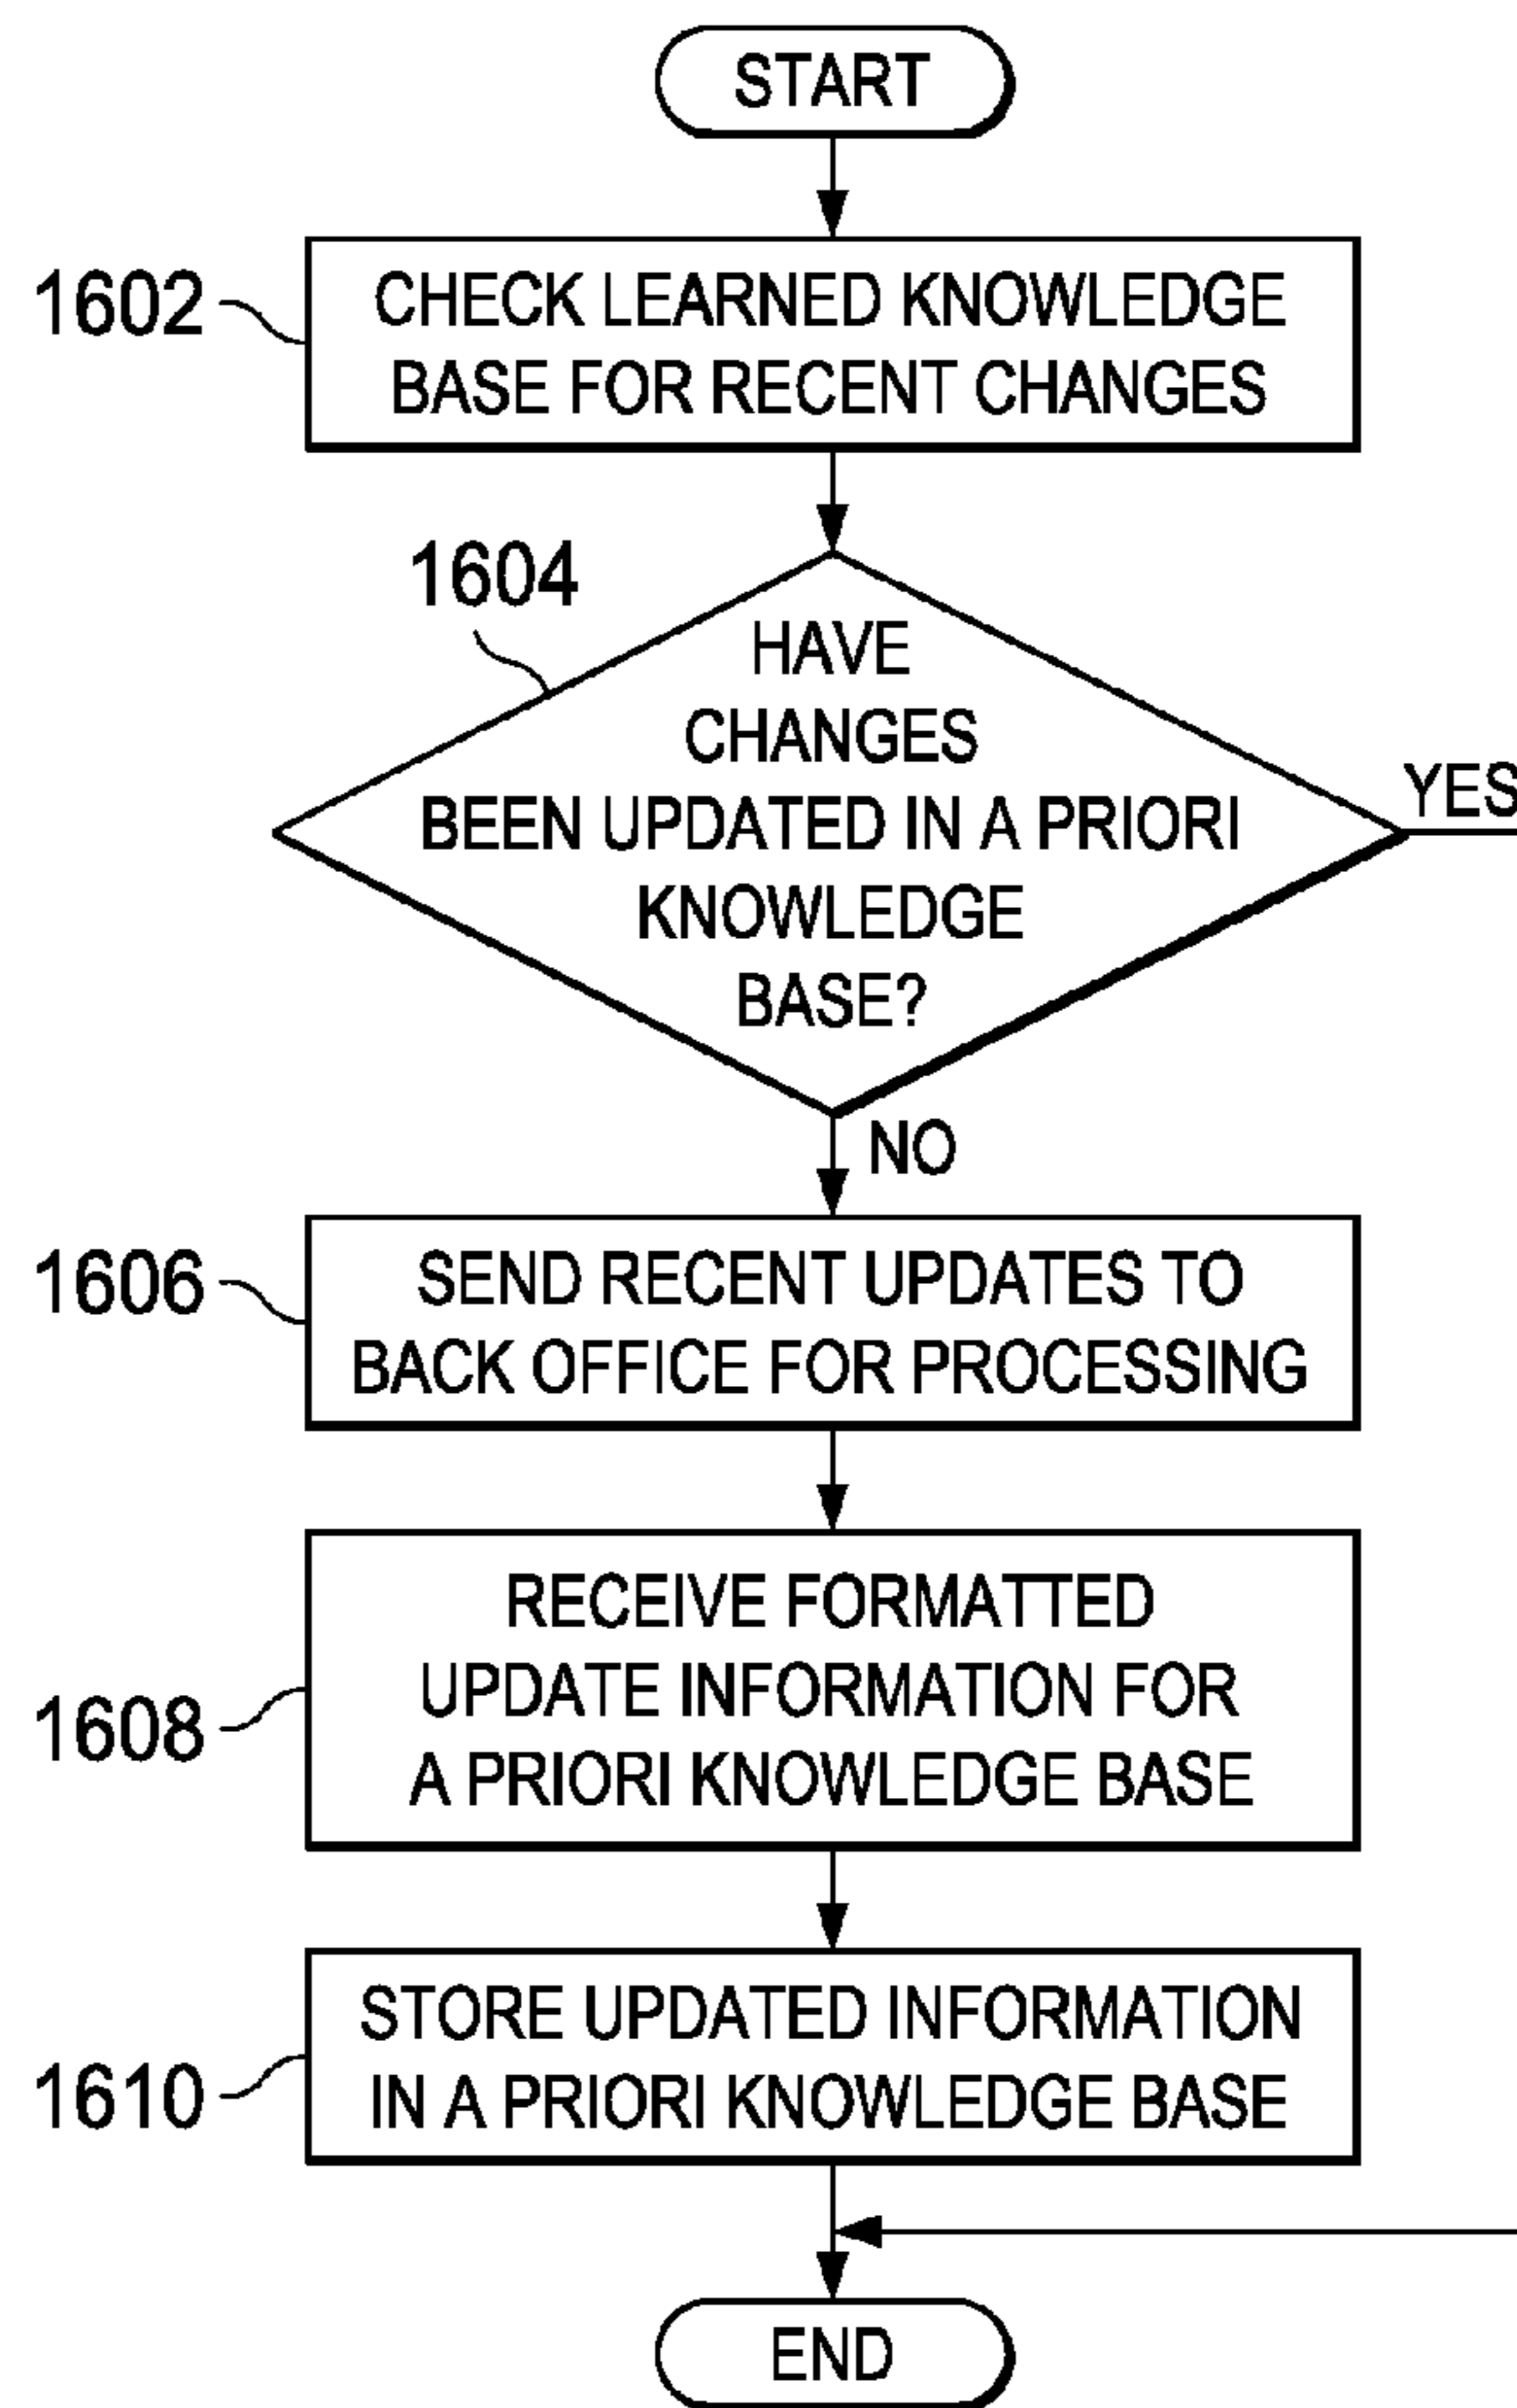 START
1602
CHECK LEARNED KNOWLEDGE
BASE FOR RECENT CHANGES
1604
HAVE
CHANGES
BEEN UPDATED IN A PRIORI
KNOWLEDGE
BASE?
YES
NO
1606
SEND RECENT UPDATES TO
BACK OFFICE FOR PROCESSING
1608
RECEIVE FORMATTED
UPDATE INFORMATION FOR
A PRIORI KNOWLEDGE BASE
1610
STORE UPDATED INFORMATION
IN A PRIORI KNOWLEDGE BASE
END